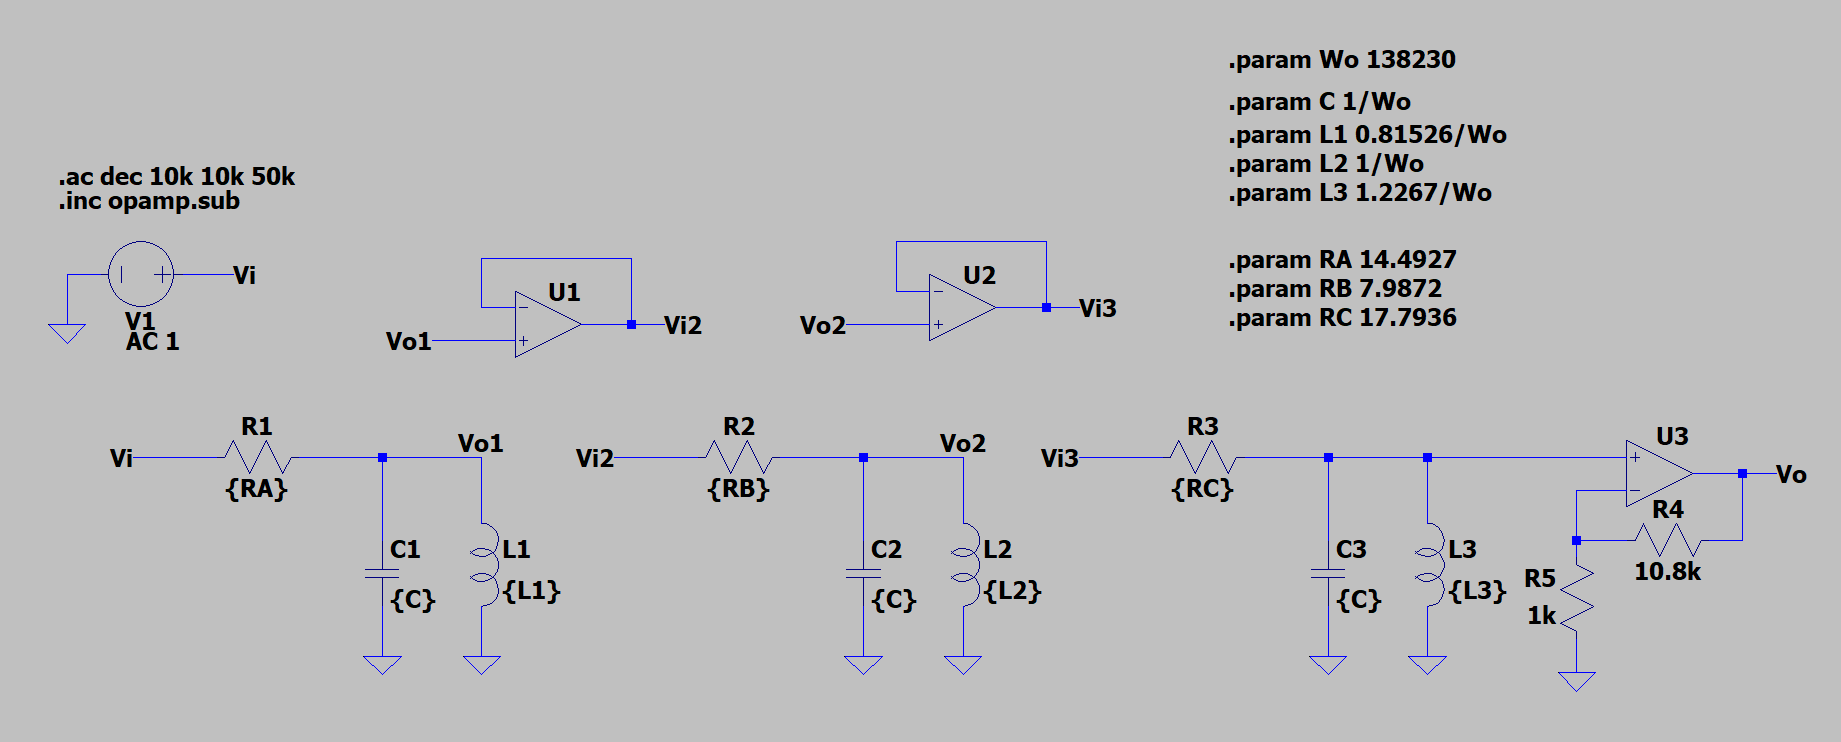 .param Wo 138230
.param C 1/Wo
.param L1 0.81526/Wo
.param L2 1/Wo
.param L3 1.2267/Wo
.ac dec 10k 10k 50k
.inc opamp.sub
.param RA 14.4927
.param RB 7.9872
.param RC 17.7936
Vi
V1
AC 1
U1
Vo1
Vi2
U2
Vo2
Vi3
Vi
R1
{RA}
Vo1
C1
{C}
L1
{L1}
Vi2
R2
{RB}
Vo2
C2
{C}
L2
{L2}
Vi3
R3
{RC}
C3
{C}
L3
{L3}
U3
Vo
R4
10.8k
R5
1k